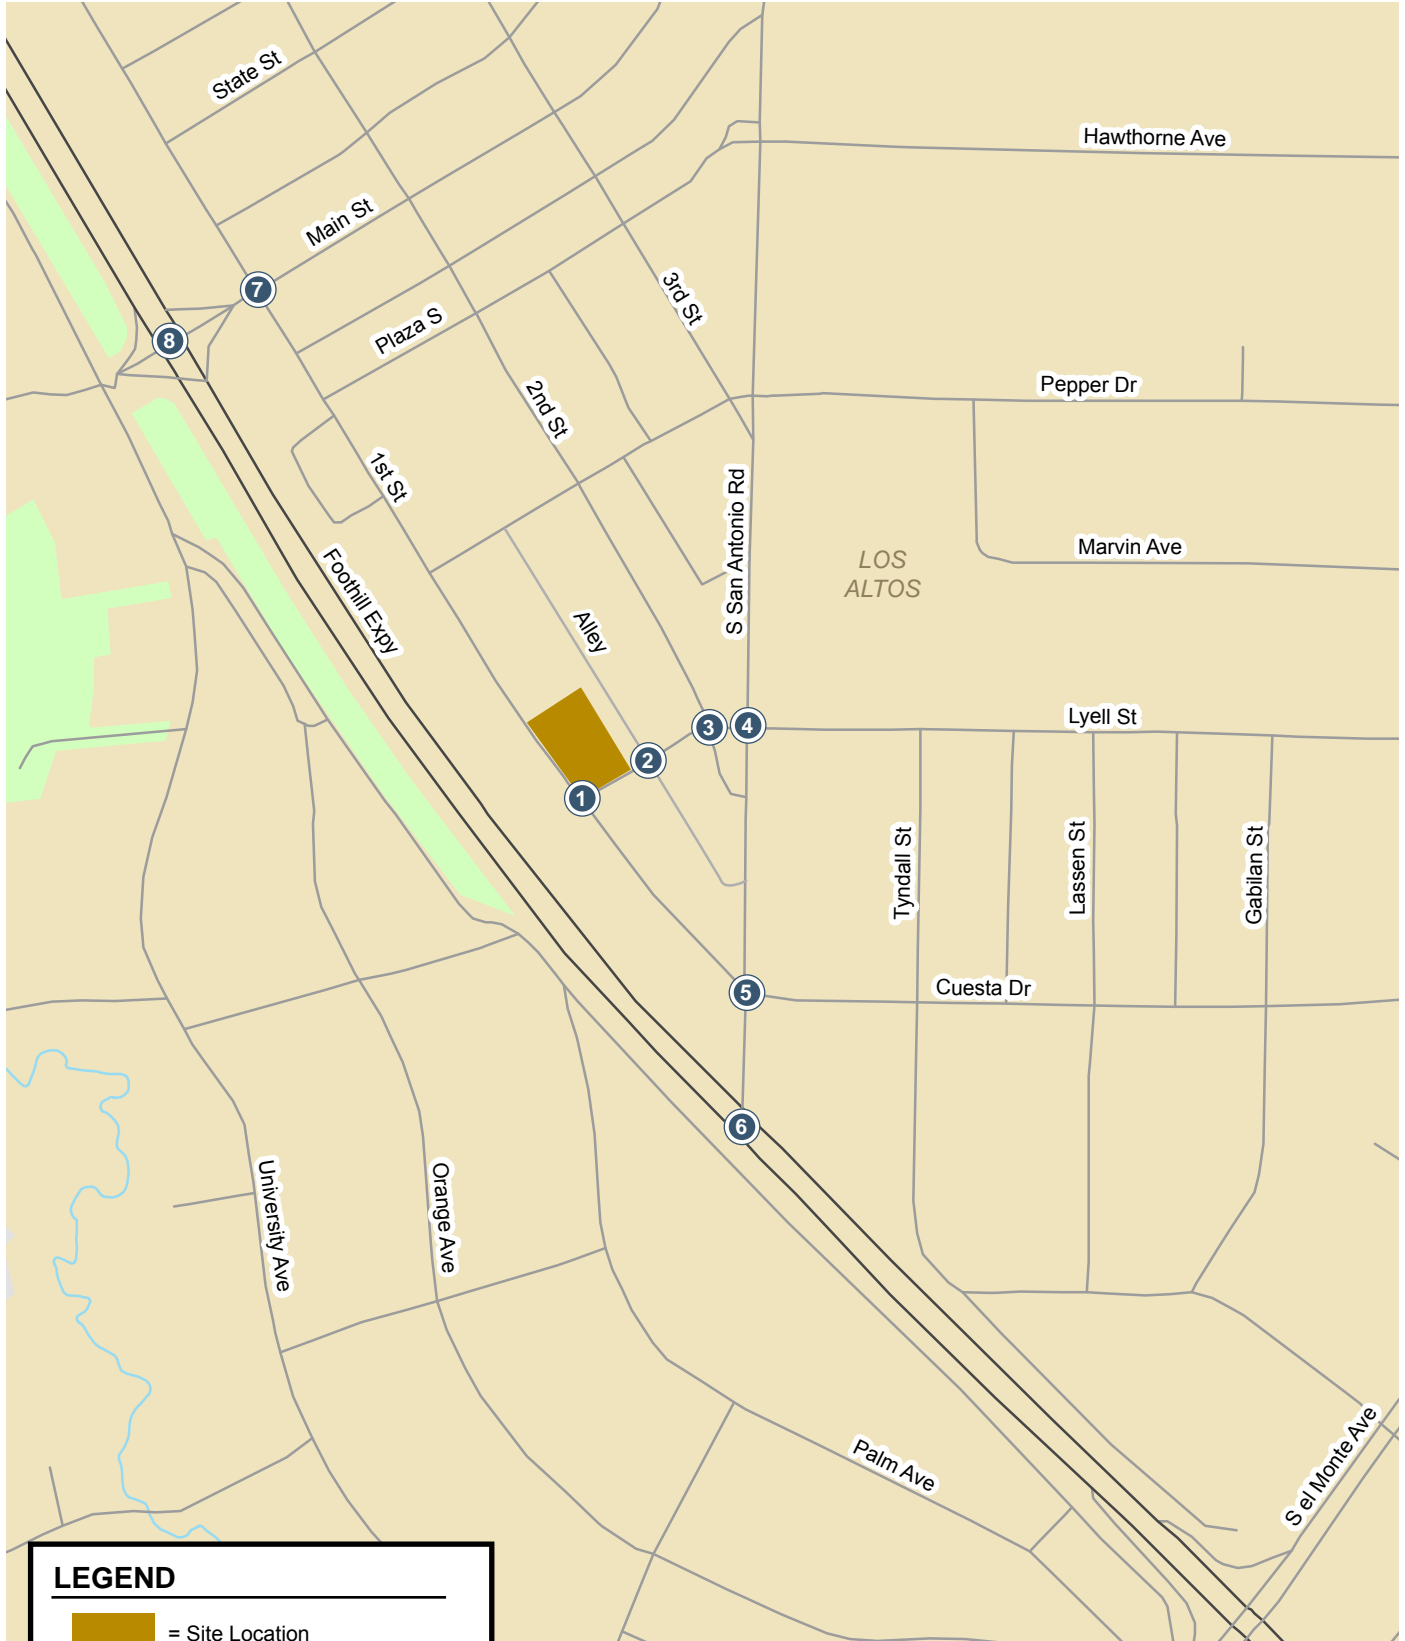 State St
Hawthorne Ave
Main St
7
3rd St
Plaza S
8
Pepper Dr
2nd St
1st St
S San Antonio Rd
Marvin Ave
LOS
ALTOS
Foothill Expy
Alley
Lyell St
3
4
2
1
Tyndall St
Lassen St
Gabilan St
Cuesta Dr
5
6
University Ave
Orange Ave
Palm Ave
S el Monte Ave
LEGEND
= Site Location